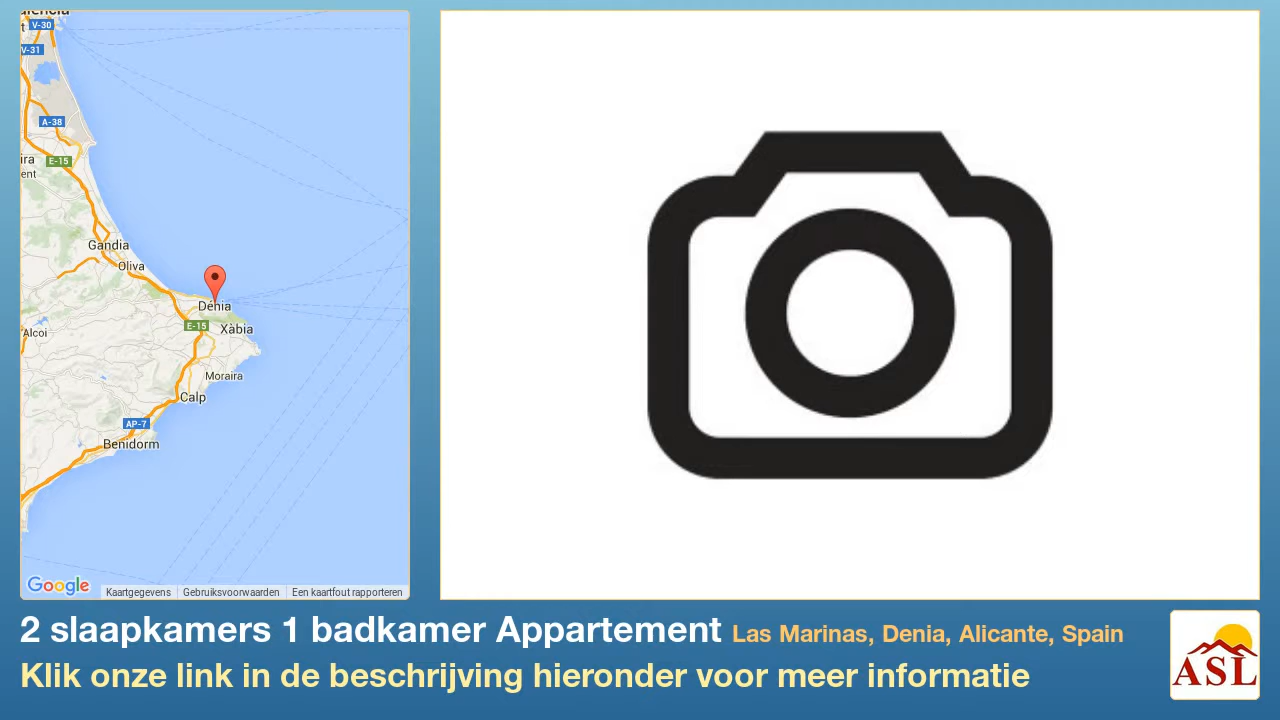 V-30
V-31
A-38
E-15
Gandia
Oliva
Dénia
E-15
Xàbia
Alcoi
Moraira
Calp
AP-7
Benidorm
Google
Kaartgegevens Gebruiksvoorwaarden Een kaartfout rapporteren
2 slaapkamers 1 badkamer Appartement Las Marinas, Denia, Alicante, Spain
Klik onze link in de beschrijving hieronder voor meer informatie
ASL